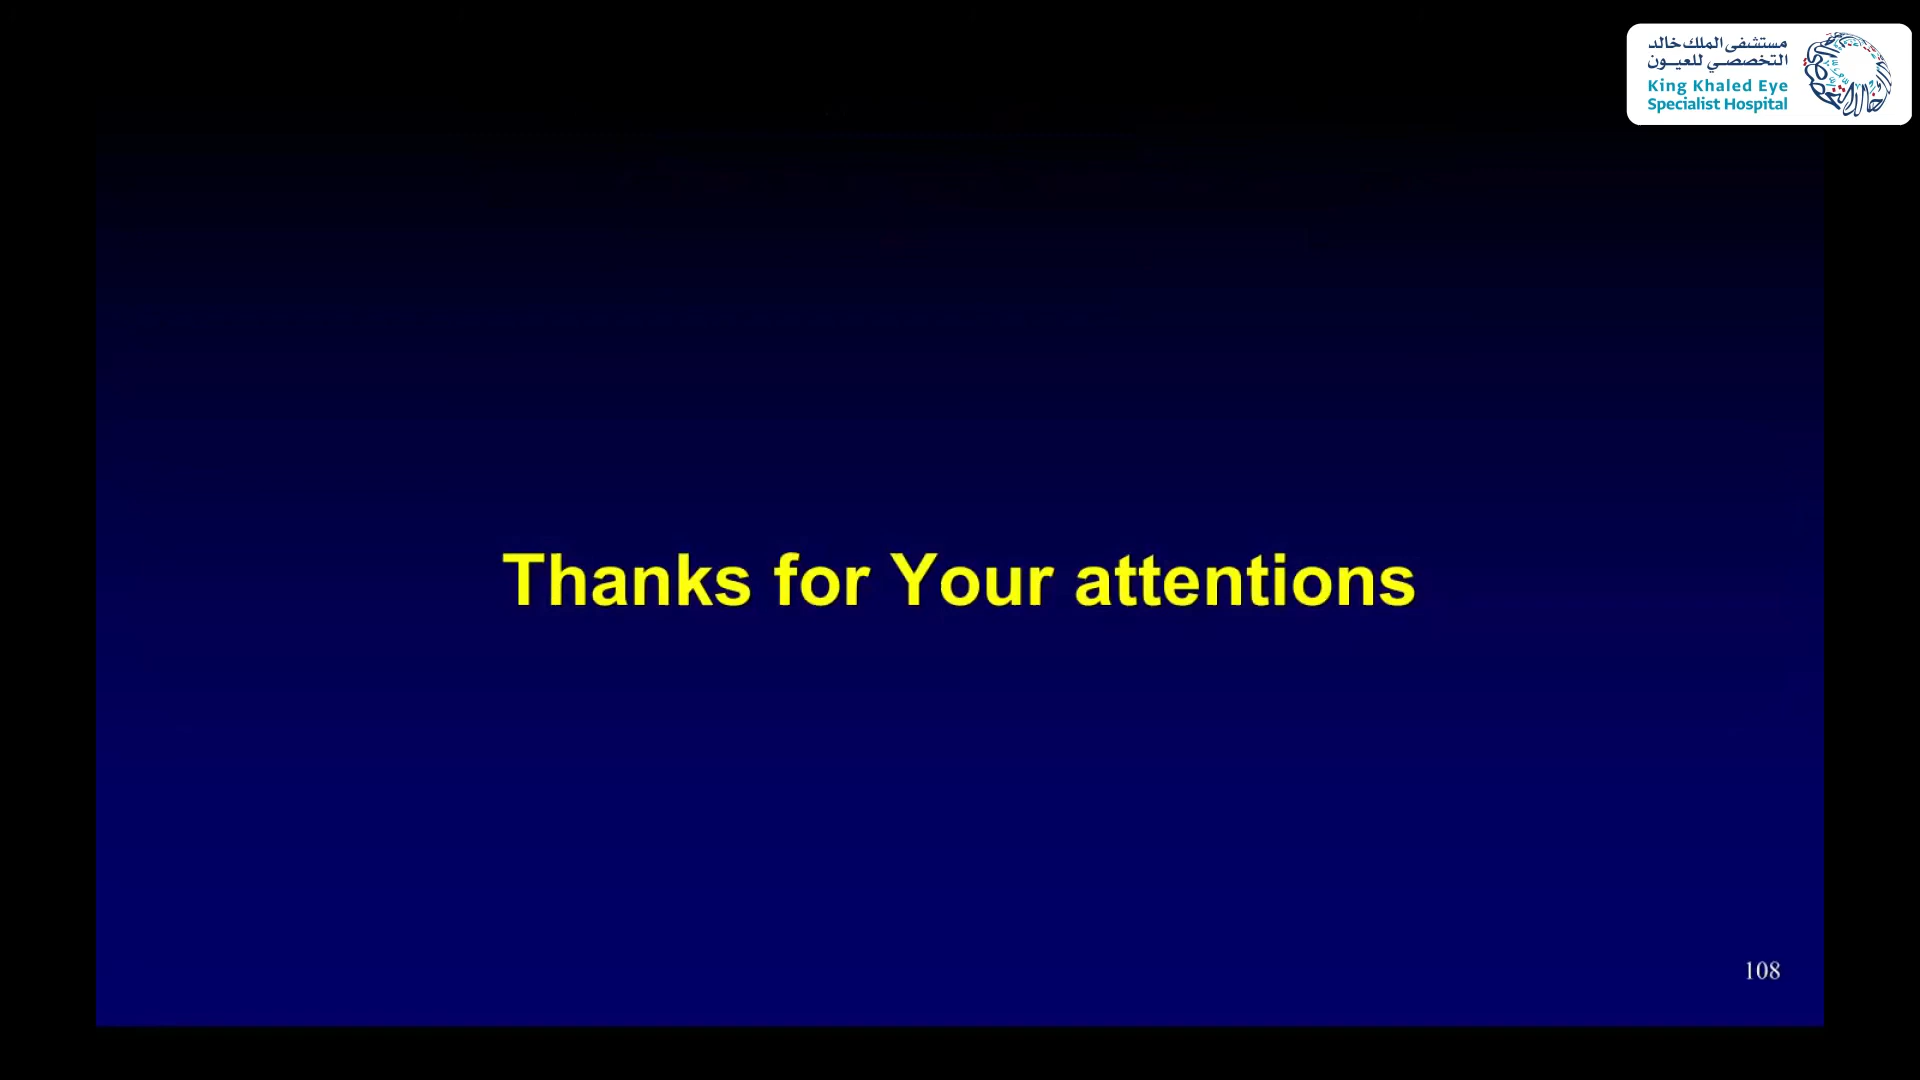 مستشفى الملك خالد
التخصصي للعيون
King Khaled Eye
Specialist Hospital
Thanks for Your attentions
108